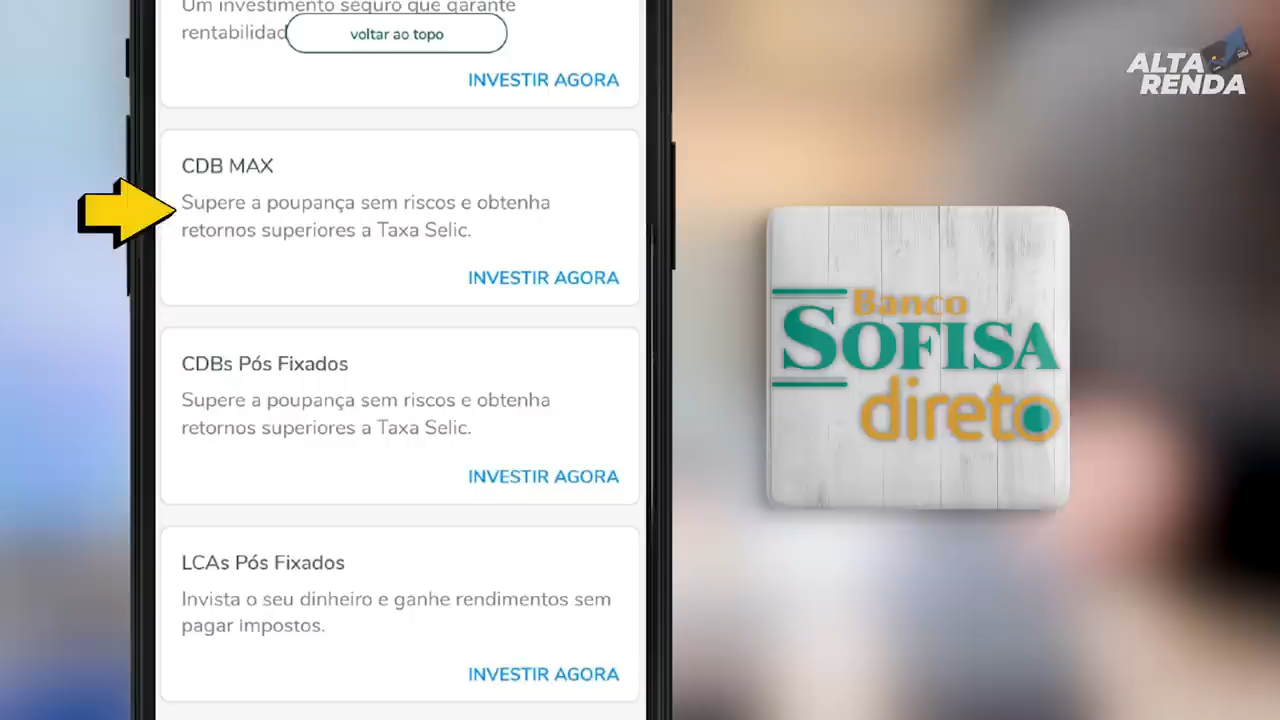 Um investimento seguro que garante
rentabilidad
voltar ao topo
INVESTIR AGORA
CDB MAX
Supere a poupança sem riscos e obtenha
retornos superiores a Taxa Selic.
INVESTIR AGORA
CDBs Pós Fixados
Supere a poupança sem riscos e obtenha
retornos superiores a Taxa Selic.
INVESTIR AGORA
LCAs Pós Fixados
Invista o seu dinheiro e ganhe rendimentos sem
pagar impostos.
INVESTIR AGORA
ALTA
RENDA
Banco
SOFISA
direto